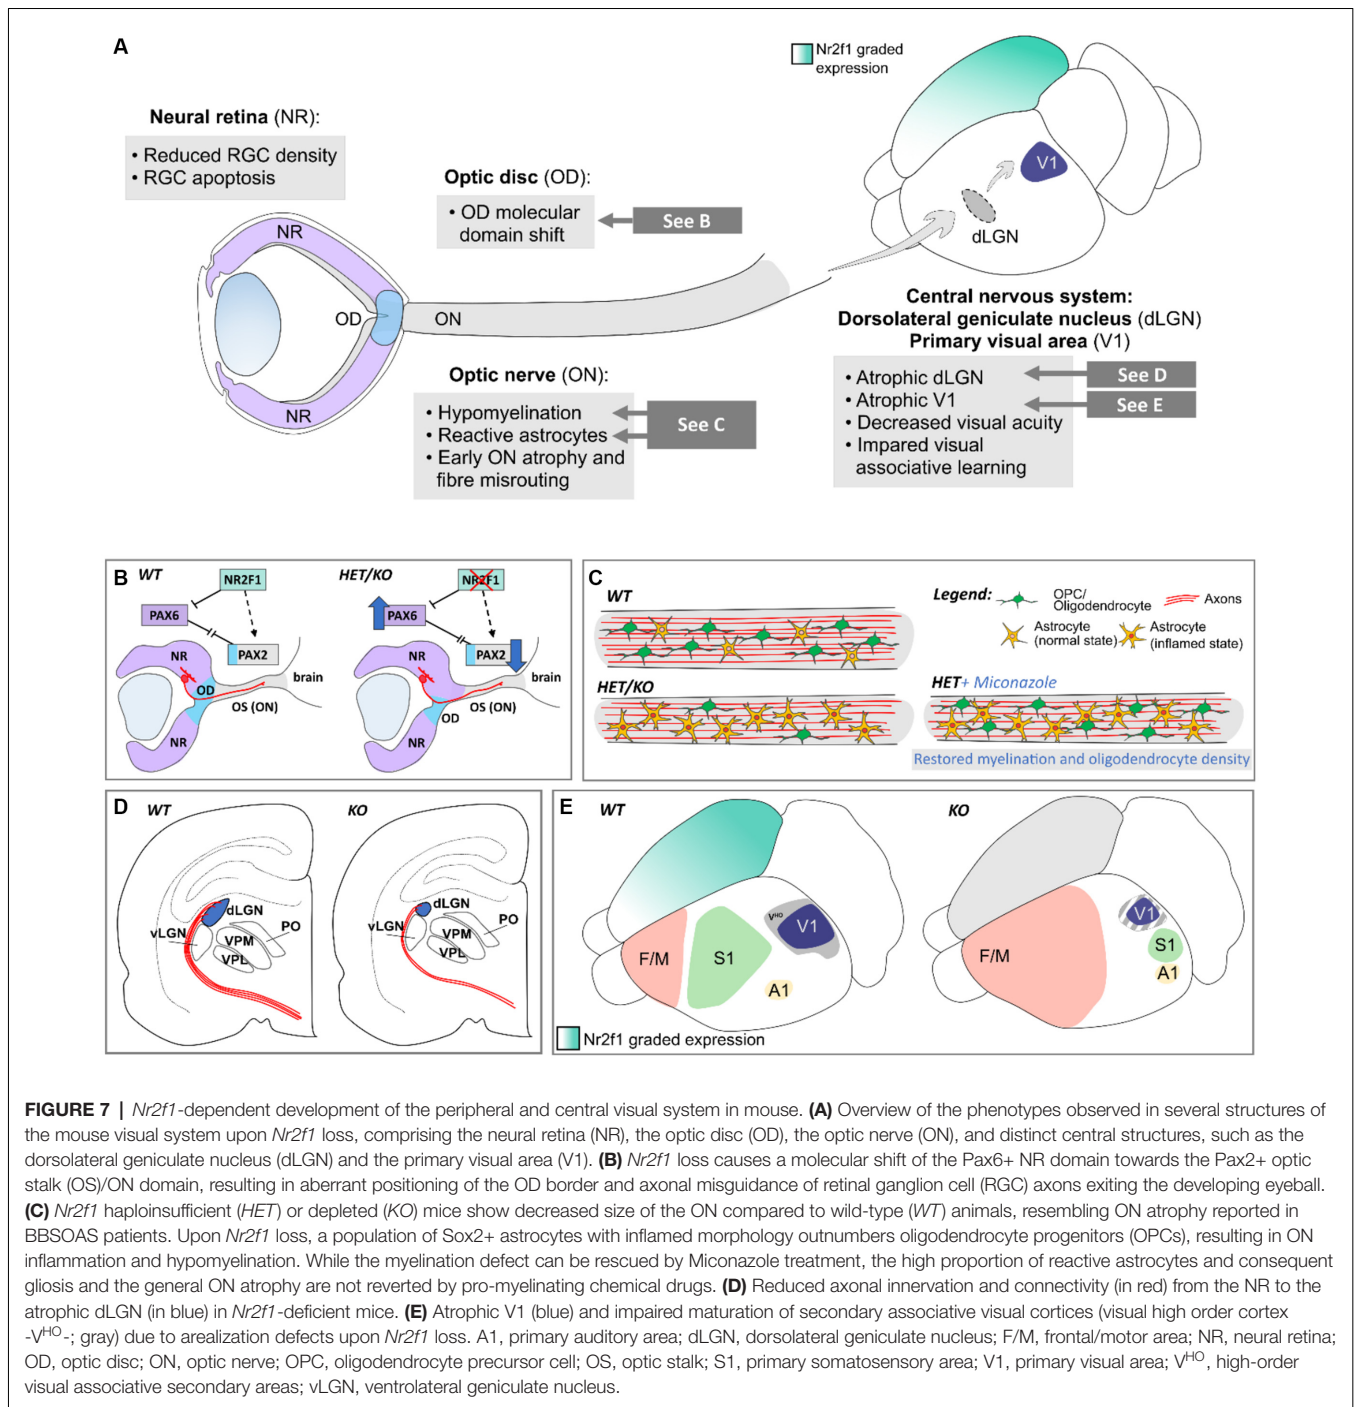 A
Nr2f1 graded
expression
Neural retina (NR):
• Reduced RGC density
• RGC apoptosis
Optic disc (OD):
• OD molecular
domain shift
See B
V1
dLGN
NR
OD
ON
NR
Central nervous system:
Dorsolateral geniculate nucleus (dLGN)
Primary visual area (V1)
• Atrophic dLGN
• Atrophic V1
• Decreased visual acuity
• Impared visual
associative learning
See D
See E
Optic nerve (ON):
• Hypomyelination
• Reactive astrocytes
• Early ON atrophy and
fibre misrouting
See C
B
WT
NR2F1
PAX6
PAX2
NR
OD
brain
OS (ON)
NR
HET/KO
NR2F1
PAX6
PAX2
NR
brain
OD
OS (ON)
NR
C
WT
Legend:
OPC/
Oligodendrocyte
Axons
Astrocyte
(normal state)
Astrocyte
(inflamed state)
HET/KO
HET+ Miconazole
Restored myelination and oligodendrocyte density
D
WT
dLGN
vLGN
PO
VPM
VPL
KO
dLGN
vLGN
PO
VPM
VPL
E
WT
VHO
V1
F/M
S1
A1
Nr2f1 graded expression
KO
V1
S1
A1
F/M
FIGURE 7 | Nr2f1-dependent development of the peripheral and central visual system in mouse. (A) Overview of the phenotypes observed in several structures of
the mouse visual system upon Nr2f1 loss, comprising the neural retina (NR), the optic disc (OD), the optic nerve (ON), and distinct central structures, such as the
dorsolateral geniculate nucleus (dLGN) and the primary visual area (V1). (B) Nr2f1 loss causes a molecular shift of the Pax6+ NR domain towards the Pax2+ optic
stalk (OS)/ON domain, resulting in aberrant positioning of the OD border and axonal misguidance of retinal ganglion cell (RGC) axons exiting the developing eyeball.
(C) Nr2f1 haploinsufficient (HET) or depleted (KO) mice show decreased size of the ON compared to wild-type (WT) animals, resembling ON atrophy reported in
BBSOAS patients. Upon Nr2f1 loss, a population of Sox2+ astrocytes with inflamed morphology outnumbers oligodendrocyte progenitors (OPCs), resulting in ON
inflammation and hypomyelination. While the myelination defect can be rescued by Miconazole treatment, the high proportion of reactive astrocytes and consequent
gliosis and the general ON atrophy are not reverted by pro-myelinating chemical drugs. (D) Reduced axonal innervation and connectivity (in red) from the NR to the
atrophic dLGN (in blue) in Nr2f1-deficient mice. (E) Atrophic V1 (blue) and impaired maturation of secondary associative visual cortices (visual high order cortex
-VHO-; gray) due to arealization defects upon Nr2f1 loss. A1, primary auditory area; dLGN, dorsolateral geniculate nucleus; F/M, frontal/motor area; NR, neural retina;
OD, optic disc; ON, optic nerve; OPC, oligodendrocyte precursor cell; OS, optic stalk; S1, primary somatosensory area; V1, primary visual area; VHO, high-order
visual associative secondary areas; vLGN, ventrolateral geniculate nucleus.